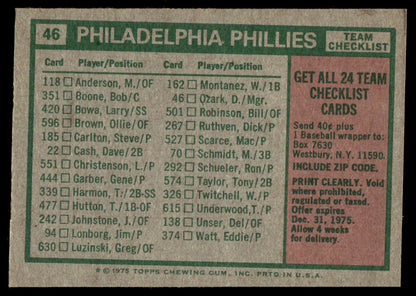 46
PHILADELPHIA PHILLIES
TEAM
CHECKLIST
Card Player/Position
118 Anderson, M./OF
351 Boone, Bob/C
420 Bowa, Larry/SS
596 Brown, Ollie/OF
185 Carlton, Steve/P
22 Cash, Dave/2B
551 Christenson, L./P
444 Garber, Gene/P
339 Harmon, T./2B-SS
477 Hutton, T./1B-OF
242 Johnstone, J./OF
94 Lonborg, Jim/P
630 Luzinski, Greg/OF
Card Player/Position
162 Montanez, W./1B
46 Ozark, D./Mgr.
501 Robinson, Bill/OF
267 Ruthven, Dick/P
527 Scarce, Mac/P
70 Schmidt, M./3B
292 Schueler, Ron/P
574 Taylor, Tony/2B
326 Twitchell, W./P
615 Underwood, T./P
138 Unser, Del/OF
374 Watt, Eddie/P
GET ALL 24 TEAM
CHECKLIST
CARDS
Send 40¢ plus
1 Baseball wrapper to:
Box 7630
Westbury, N.Y. 11590.
INCLUDE ZIP CODE.
PRINT CLEARLY. Void
where prohibited,
regulated or taxed.
Offer expires
Dec. 31, 1975.
Allow 4 weeks
for delivery.
© 1975 TOPPS CHEWING GUM, INC. PRTD IN U.S.A.